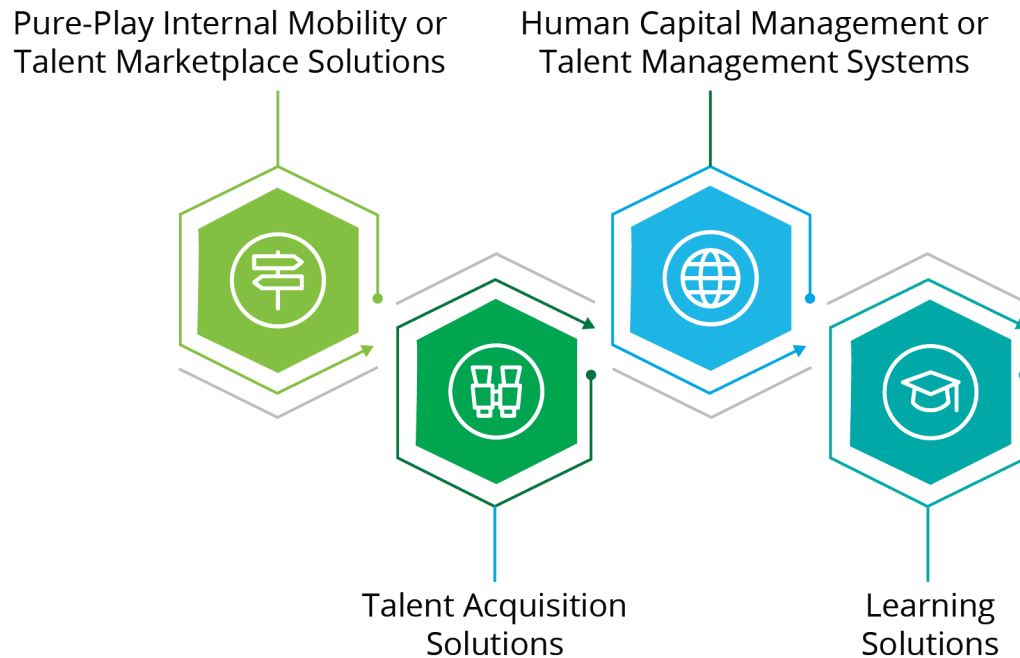 Pure-Play Internal Mobility or
Talent Marketplace Solutions
Human Capital Management or
Talent Management Systems
Talent Acquisition
Solutions
Learning
Solutions